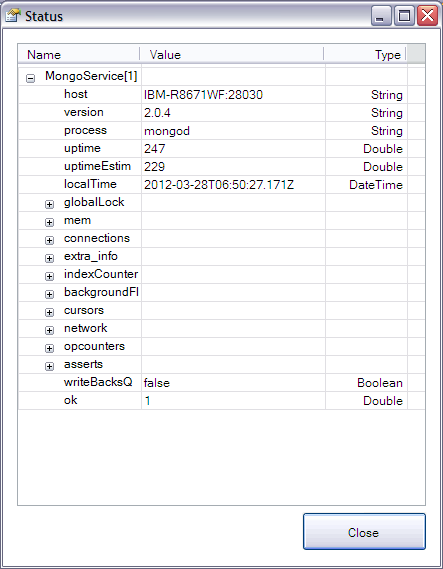 Status
Name Value Type
MongoService[1]
host IBM-R8671WF:28030 String
version 2.0.4 String
process mongod String
uptime 247 Double
uptimeEstim 229 Double
localTime 2012-03-28T06:50:27.171Z DateTime
globalLock
mem
connections
extra_info
indexCounter
backgroundFl
cursors
network
opcounters
asserts
writeBacksQ false Boolean
ok 1 Double
Close